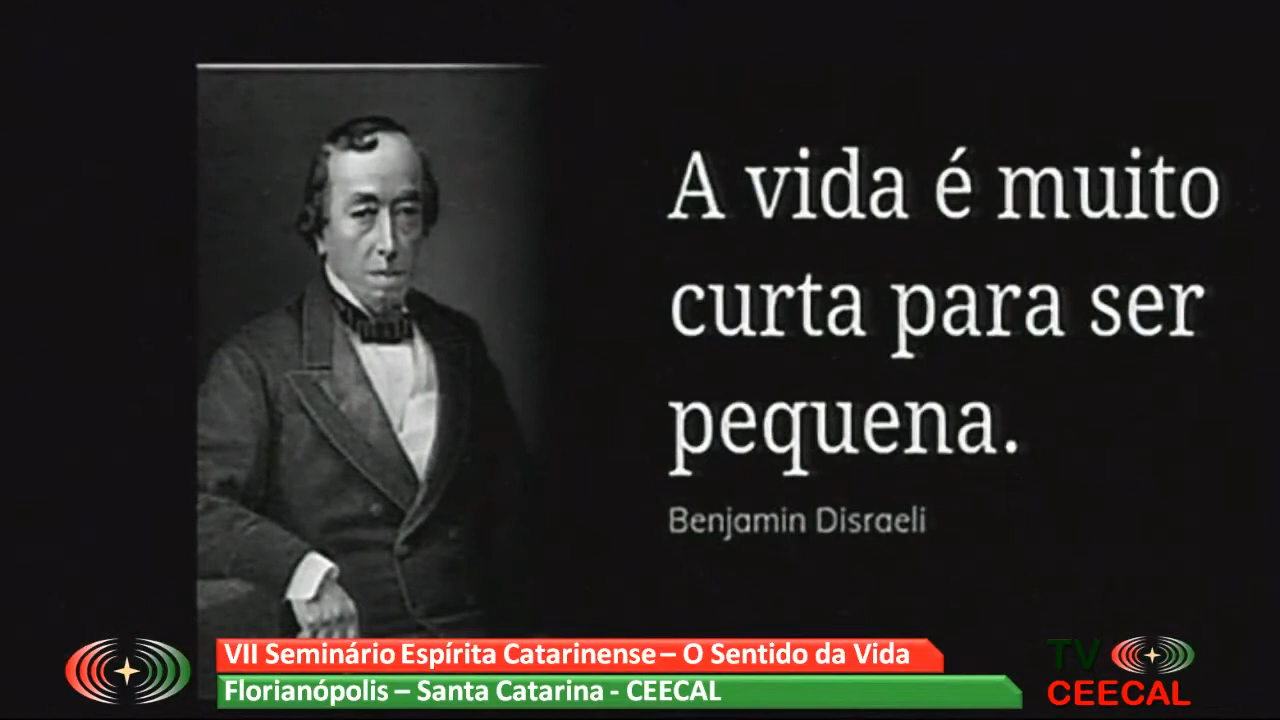 A vida é muito
curta para ser
pequena.
Benjamin Disraeli
VII Seminário Espírita Catarinense – O Sentido da Vida
Florianópolis – Santa Catarina - CEECAL
TV
CEECAL